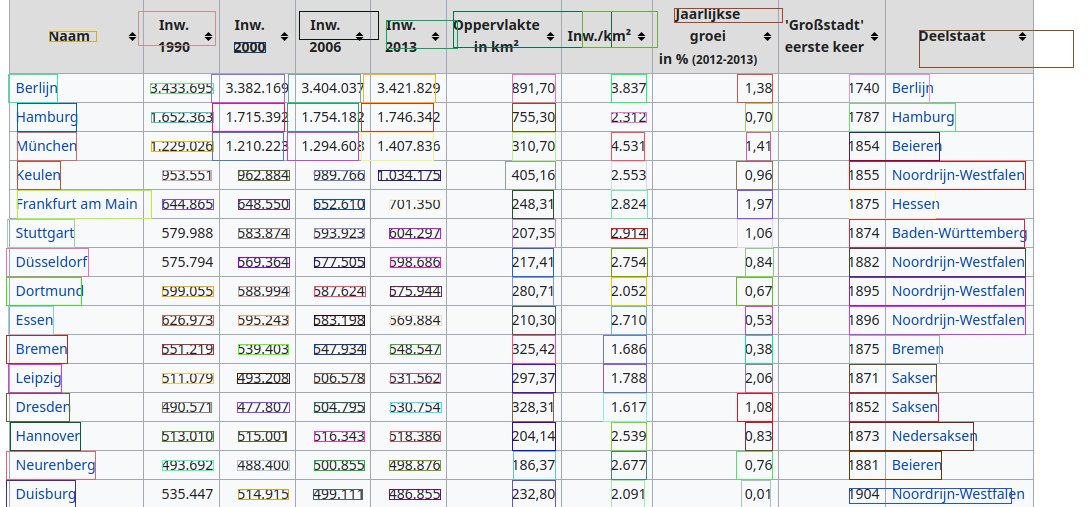 Naam Inw. 1990 Inw. 2000 Inw. 2006 Inw. 2013 Oppervlakte in km² Inw./km² Jaarlijkse groei in % (2012-2013) 'Großstadt' eerste keer Deelstaat
Berlijn 3.433.695 3.382.169 3.404.037 3.421.829 891,70 3.837 1,38 1740 Berlijn
Hamburg 1.652.363 1.715.392 1.754.182 1.746.342 755,30 2.312 0,70 1787 Hamburg
München 1.229.026 1.210.223 1.294.608 1.407.836 310,70 4.531 1,41 1854 Beieren
Keulen 953.551 962.884 989.766 1.034.175 405,16 2.553 0,96 1855 Noordrijn-Westfalen
Frankfurt am Main 644.865 648.550 652.610 701.350 248,31 2.824 1,97 1875 Hessen
Stuttgart 579.988 583.874 593.923 604.297 207,35 2.914 1,06 1874 Baden-Württemberg
Düsseldorf 575.794 569.364 577.505 598.686 217,41 2.754 0,84 1882 Noordrijn-Westfalen
Dortmund 599.055 588.994 587.624 575.944 280,71 2.052 0,67 1895 Noordrijn-Westfalen
Essen 626.973 595.243 583.198 569.884 210,30 2.710 0,53 1896 Noordrijn-Westfalen
Bremen 551.219 539.403 547.934 548.547 325,42 1.686 0,38 1875 Bremen
Leipzig 511.079 493.208 506.578 531.562 297,37 1.788 2,06 1871 Saksen
Dresden 490.571 477.807 504.795 530.754 328,31 1.617 1,08 1852 Saksen
Hannover 513.010 515.001 516.343 518.386 204,14 2.539 0,83 1873 Nedersaksen
Neurenberg 493.692 488.400 500.855 498.876 186,37 2.677 0,76 1881 Beieren
Duisburg 535.447 514.915 499.111 486.855 232,80 2.091 0,01 1904 Noordrijn-Westfalen